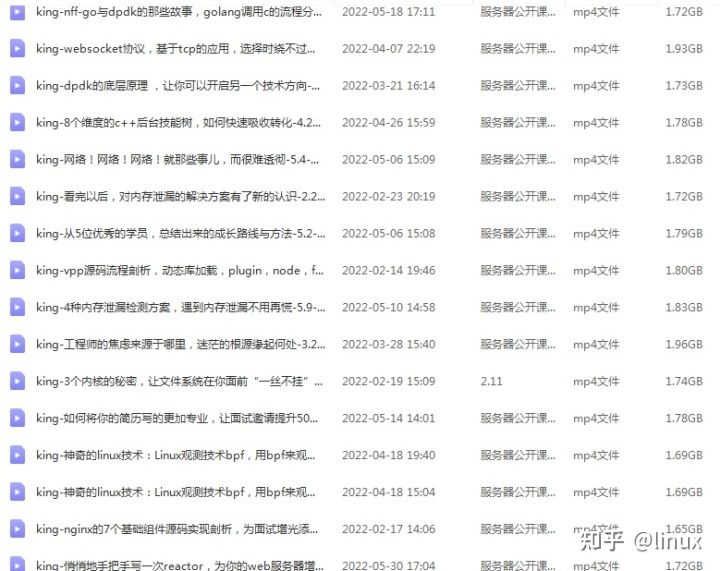 king-nff-go与dpdk的那些故事，golang调用c的流程分... 2022-05-18 17:11 服务器公开课... mp4文件 1.72GB
king-websocket协议，基于tcp的应用，选择时绕不过... 2022-04-07 22:19 服务器公开课... mp4文件 1.93GB
king-dpdk的底层原理 ，让你可以开启另一个技术方向-... 2022-03-21 16:14 服务器公开课... mp4文件 1.73GB
king-8个维度的c++后台技能树，如何快速吸收转化-4.2... 2022-04-26 15:59 服务器公开课... mp4文件 1.78GB
king-网络！网络！网络！就那些事儿，而很难透彻-5.4-... 2022-05-06 15:09 服务器公开课... mp4文件 1.82GB
king-看完以后，对内存泄漏的解决方案有了新的认识-2.2... 2022-02-23 20:19 服务器公开课... mp4文件 1.72GB
king-从5位优秀的学员，总结出来的成长路线与方法-5.2-... 2022-05-06 15:08 服务器公开课... mp4文件 1.79GB
king-vpp源码流程剖析，动态库加载，plugin，node，f... 2022-02-14 19:46 服务器公开课... mp4文件 1.80GB
king-4种内存泄漏检测方案，遇到内存泄漏不用再慌-5.9-... 2022-05-10 14:58 服务器公开课... mp4文件 1.83GB
king-工程师的焦虑来源于哪里，迷茫的根源缘起何处-3.2... 2022-03-28 15:40 服务器公开课... mp4文件 1.96GB
king-3个内核的秘密，让文件系统在你面前“一丝不挂”... 2022-02-19 15:09 2.11 mp4文件 1.74GB
king-如何将你的简历写的更加专业，让面试邀请提升50... 2022-05-14 14:01 服务器公开课... mp4文件 1.78GB
king-神奇的linux技术：Linux观测技术bpf，用bpf来观... 2022-04-18 19:40 服务器公开课... mp4文件 1.69GB
king-神奇的linux技术：Linux观测技术bpf，用bpf来观... 2022-04-18 15:04 服务器公开课... mp4文件 1.69GB
king-nginx的7个基础组件源码实现剖析，为面试增光添... 2022-02-17 14:06 服务器公开课... mp4文件 1.65GB
king-悄悄地手把手写一次reactor，为你的web服务器增... 2022-05-30 17:04 服务器公开课... mp4文件 1.72GB
知乎 @linux